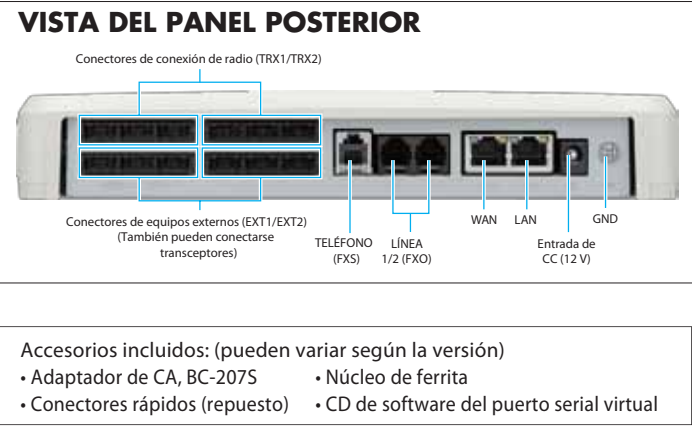 VISTA DEL PANEL POSTERIOR
Conectores de conexión de radio (TRX1/TRX2)
Conectores de equipos externos (EXT1/EXT2)
(También pueden conectarse
transceptores)
TELÉFONO
(FXS)
LÍNEA
1/2 (FXO)
WAN
LAN
Entrada de
CC (12 V)
GND
Accesorios incluidos: (pueden variar según la versión)
• Adaptador de CA, BC-207S
• Núcleo de ferrita
• Conectores rápidos (repuesto)
• CD de software del puerto serial virtual